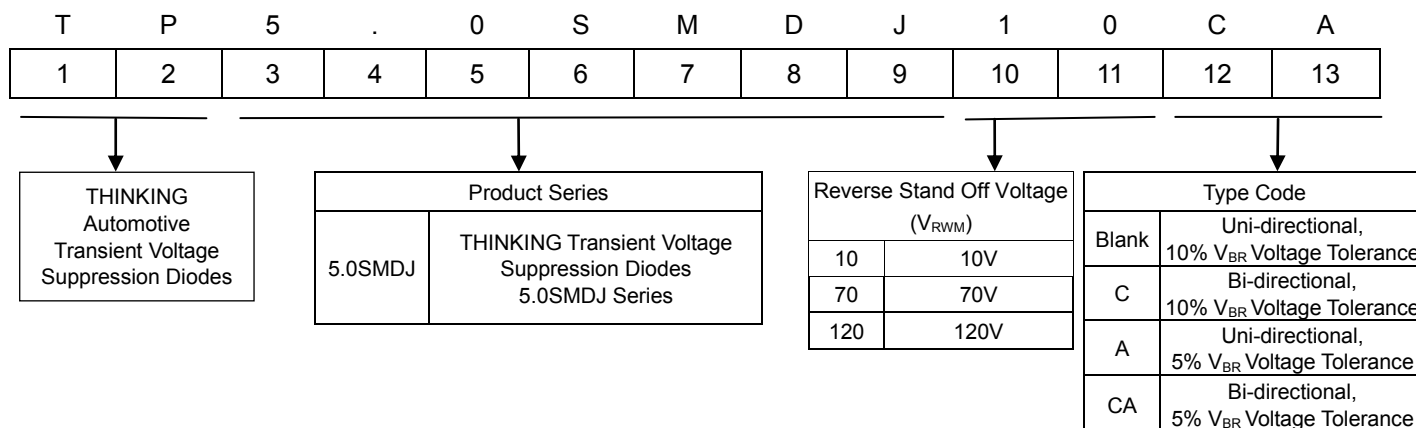 T P 5 . 0 S M D J 1 0 C A
1 2 3 4 5 6 7 8 9 10 11 12 13
THINKING
Automotive
Transient Voltage
Suppression Diodes
Product Series
5.0SMDJ
THINKING Transient Voltage
Suppression Diodes
5.0SMDJ Series
Reverse Stand Off Voltage
(VRWM)
10 10V
70 70V
120 120V
Type Code
Blank
Uni-directional,
10% VBR Voltage Tolerance
C
Bi-directional,
10% VBR Voltage Tolerance
A
Uni-directional,
5% VBR Voltage Tolerance
CA
Bi-directional,
5% VBR Voltage Tolerance